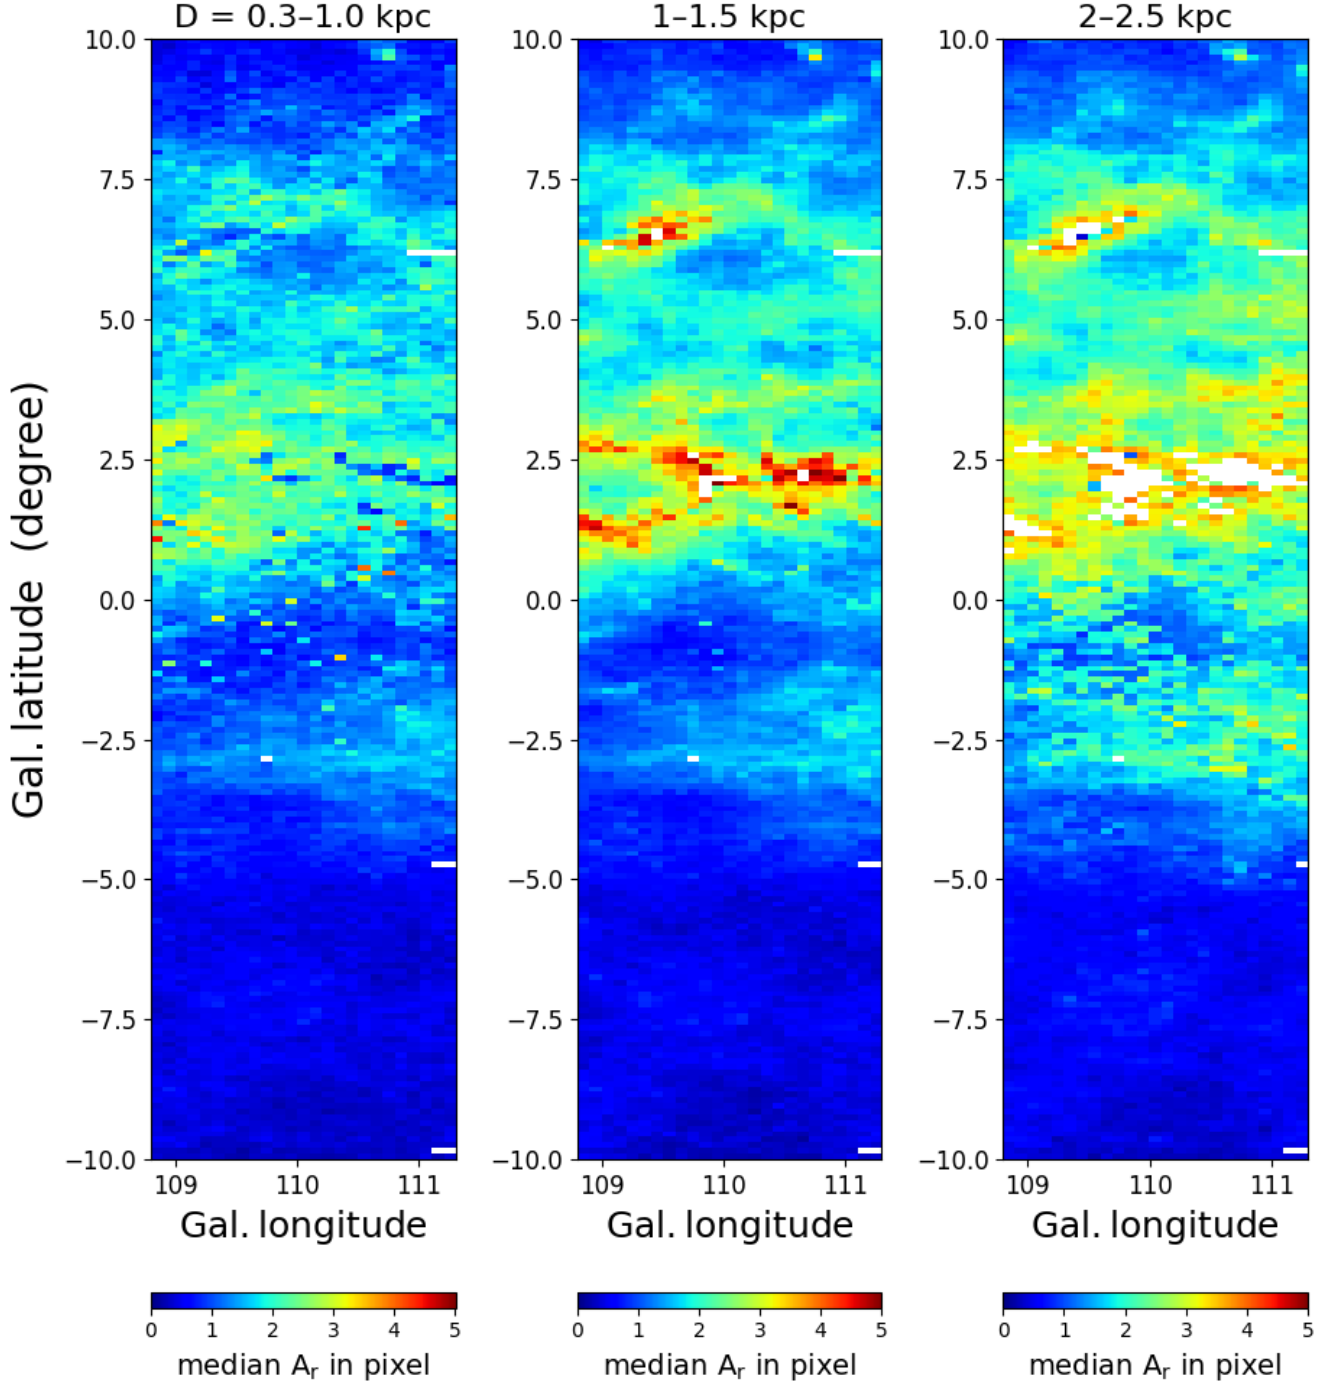 D = 0.3–1.0 kpc
1–1.5 kpc
2–2.5 kpc
Gal. latitude (degree)
10.0
7.5
5.0
2.5
0.0
−2.5
−5.0
−7.5
−10.0
109 110 111
Gal. longitude
10.0
7.5
5.0
2.5
0.0
−2.5
−5.0
−7.5
−10.0
109 110 111
Gal. longitude
10.0
7.5
5.0
2.5
0.0
−2.5
−5.0
−7.5
−10.0
109 110 111
Gal. longitude
0 1 2 3 4 5
median Ar in pixel
0 1 2 3 4 5
median Ar in pixel
0 1 2 3 4 5
median Ar in pixel